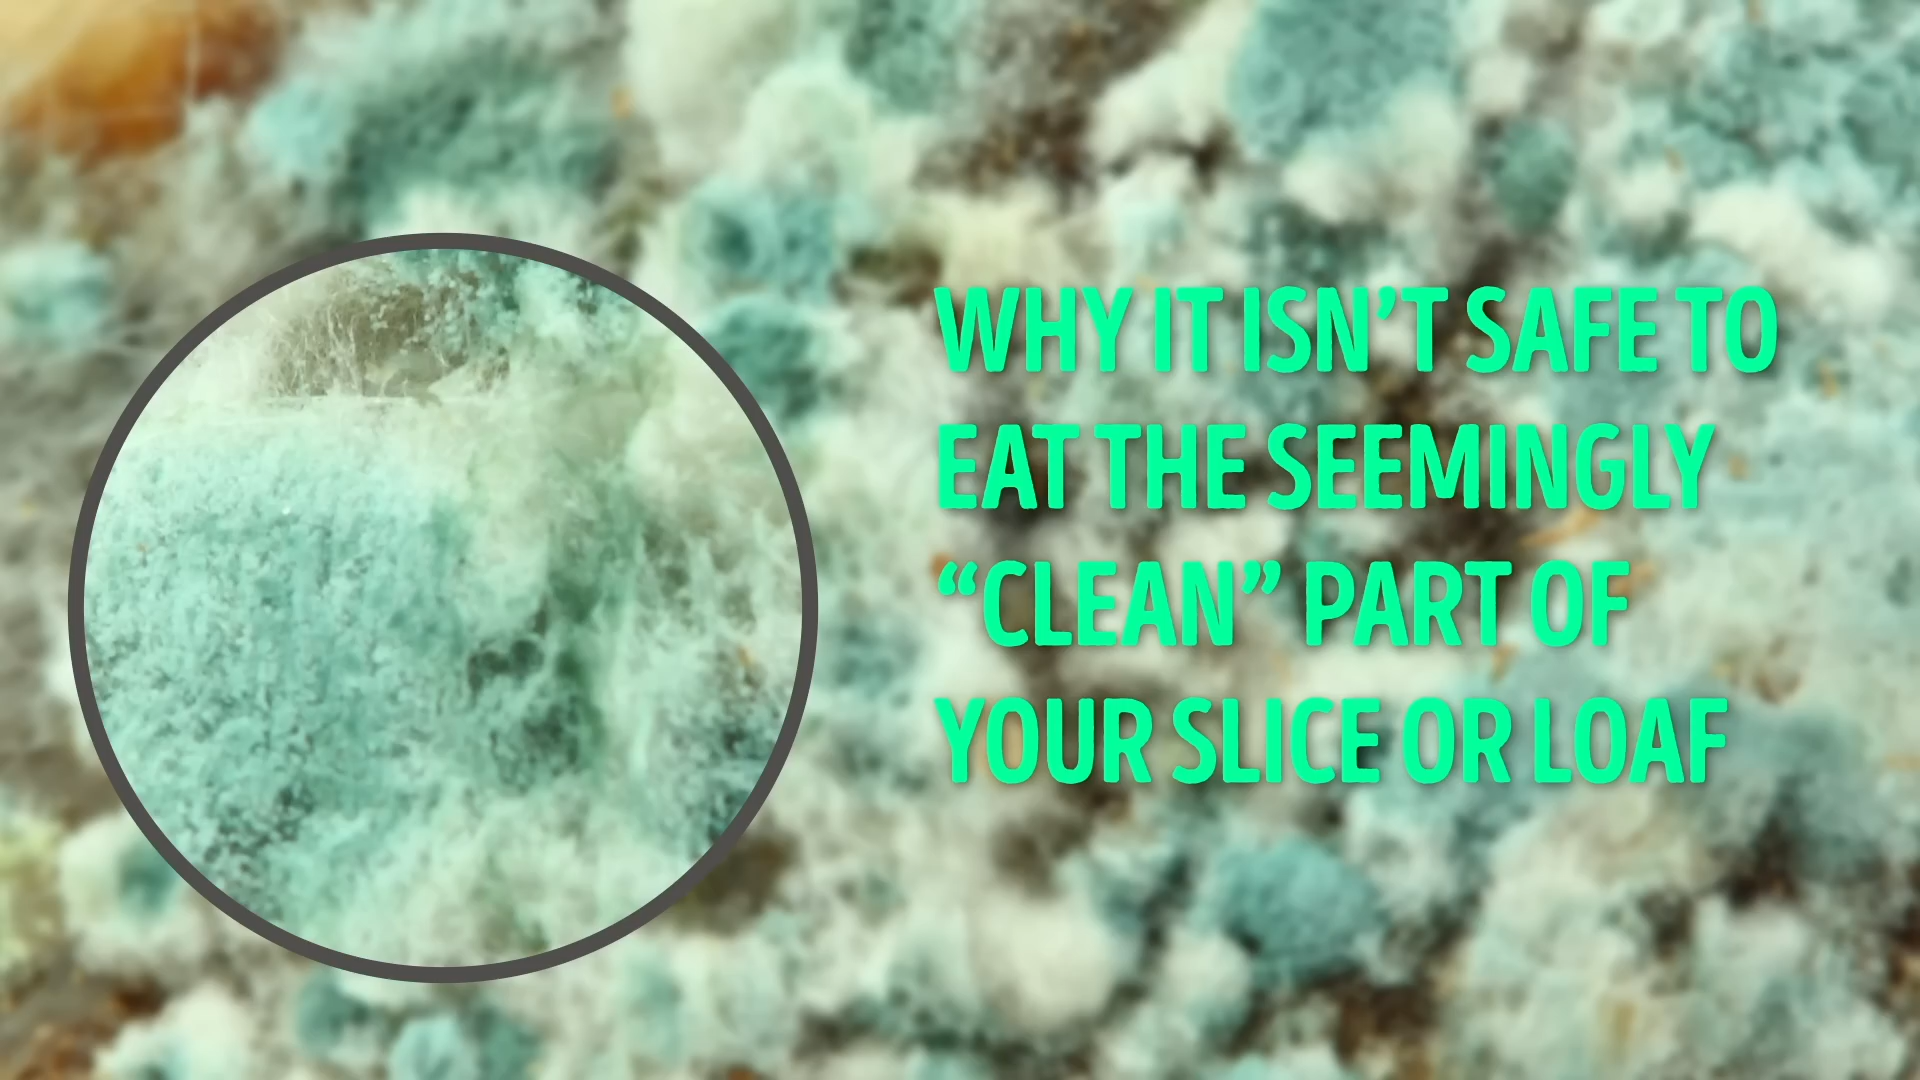 WHY IT ISN’T SAFE TO
EAT THE SEEMINGLY
“CLEAN” PART OF
YOUR SLICE OR LOAF